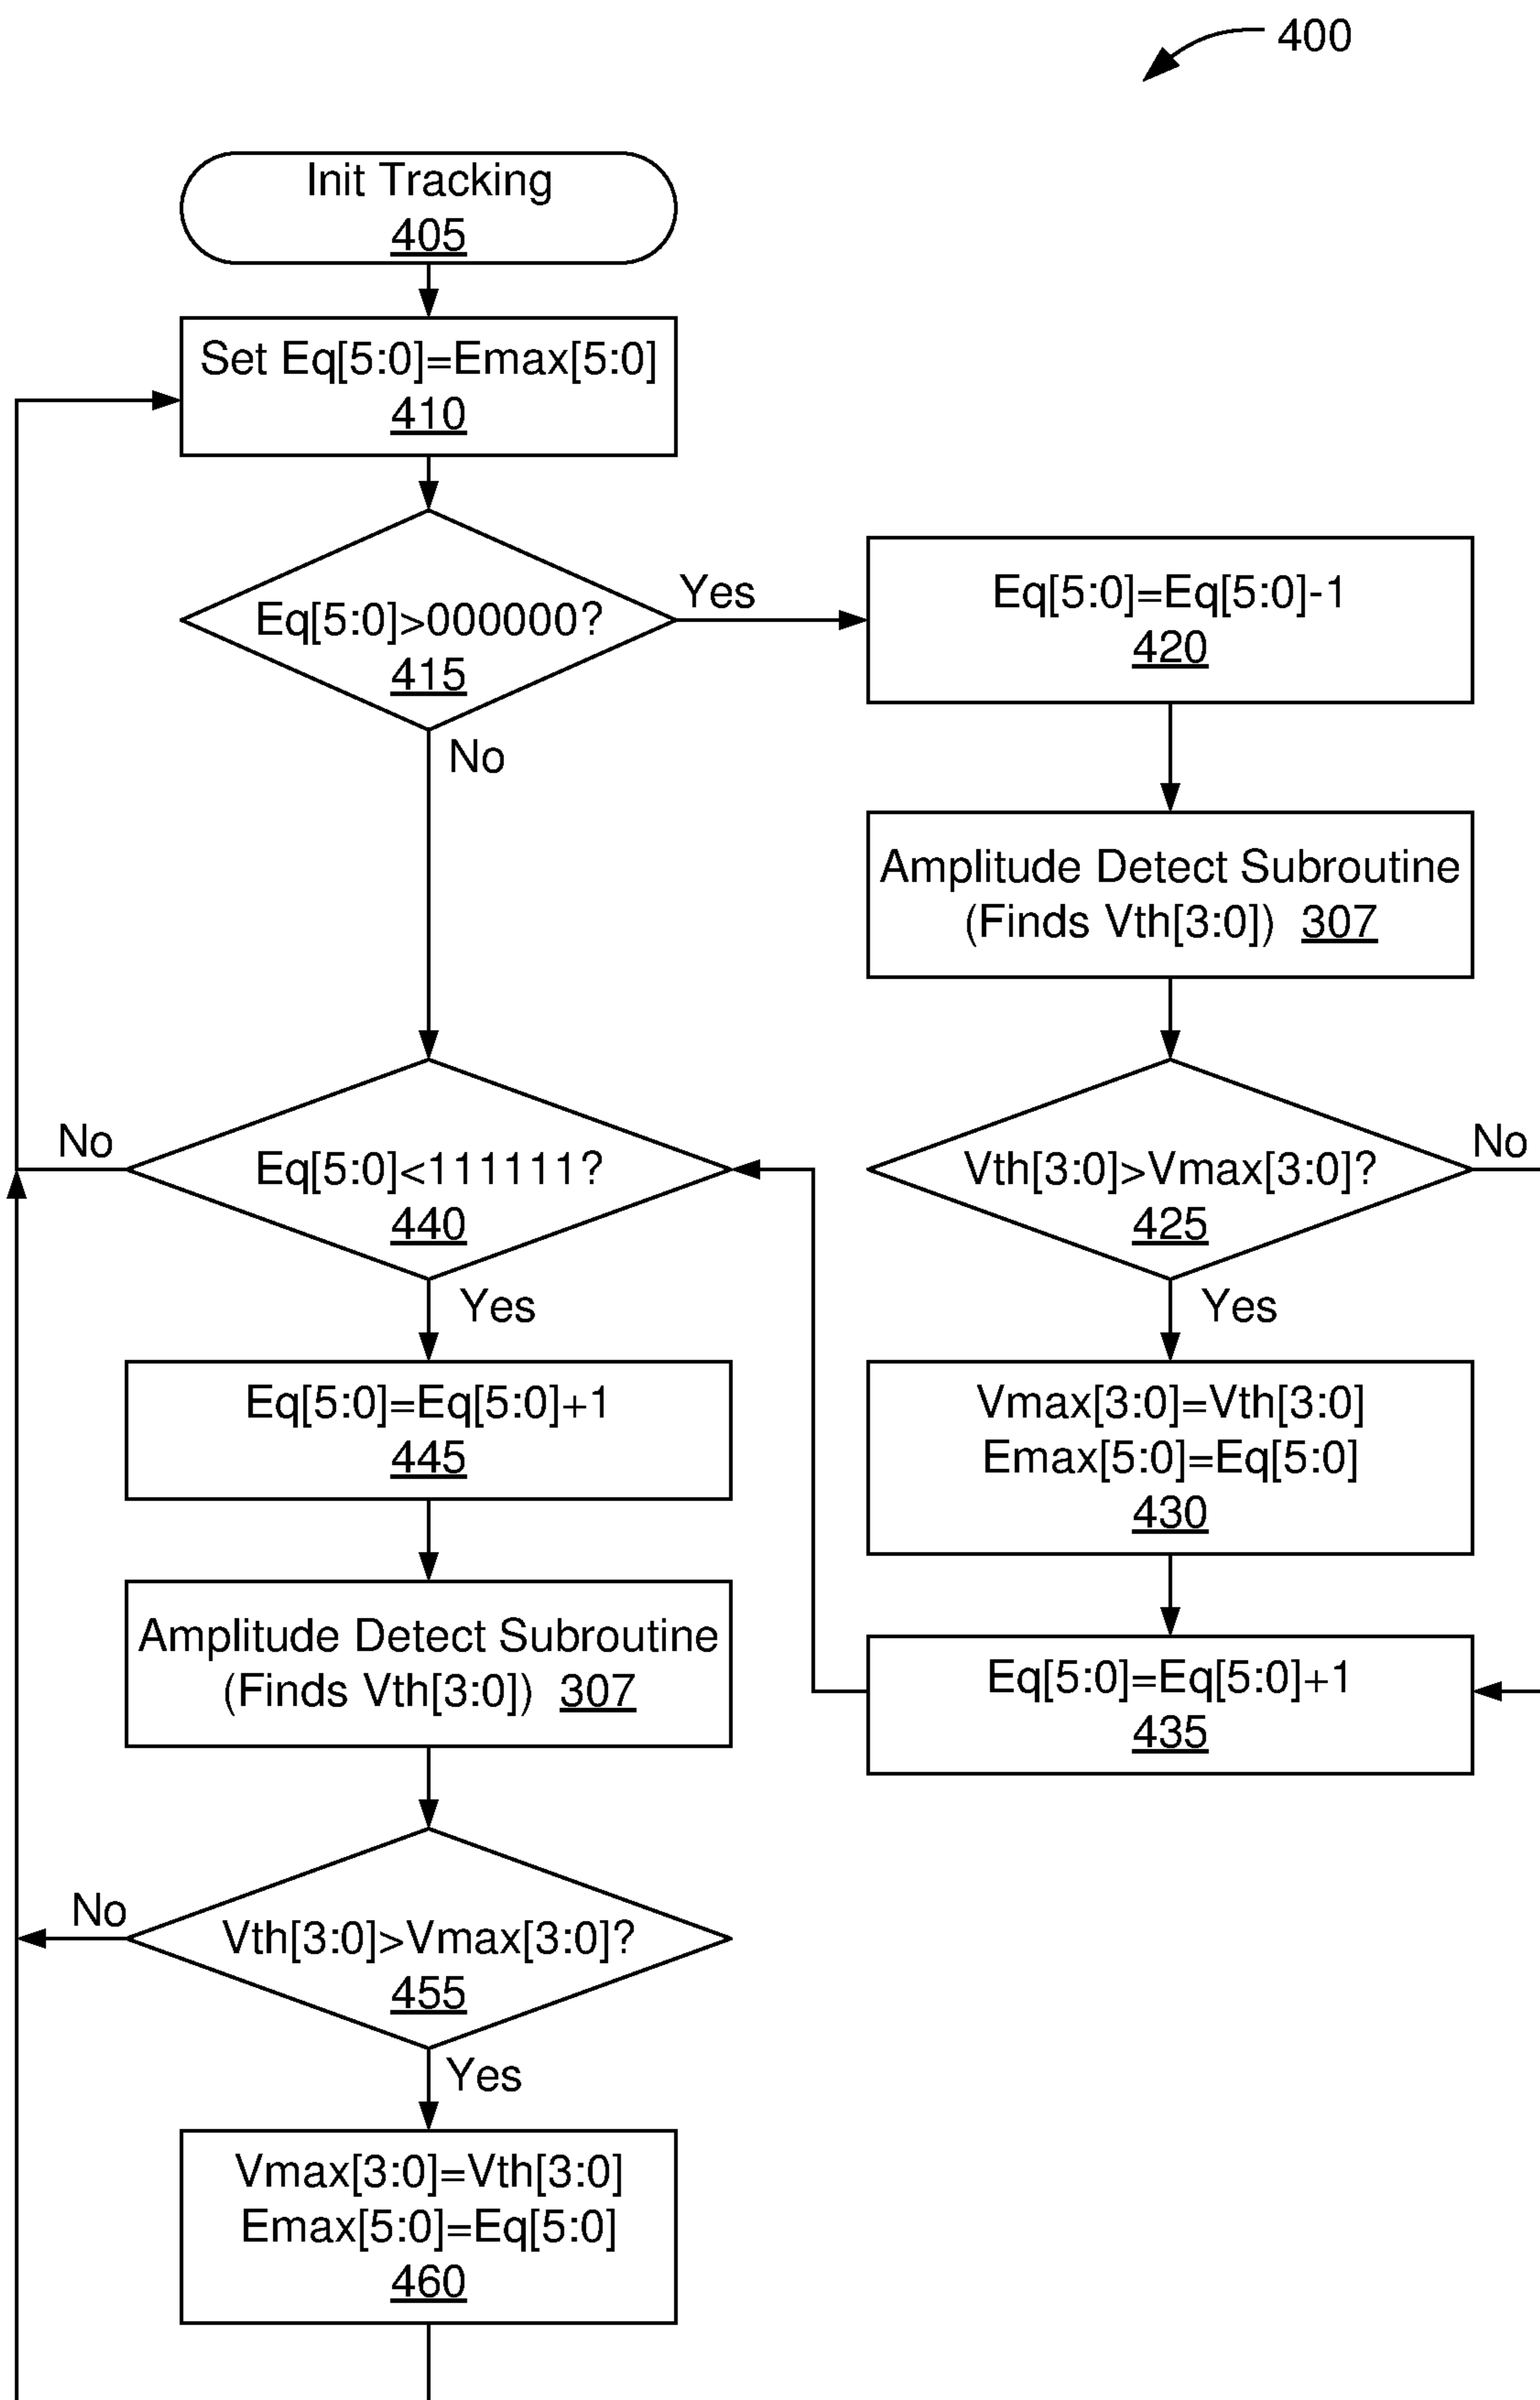 400
Init Tracking
405
Set Eq[5:0]=Emax[5:0]
410
Eq[5:0]>000000?
415
Yes
No
Eq[5:0]=Eq[5:0]-1
420
Amplitude Detect Subroutine
(Finds Vth[3:0]) 307
Vth[3:0]>Vmax[3:0]?
425
No
Yes
Vmax[3:0]=Vth[3:0]
Emax[5:0]=Eq[5:0]
430
Eq[5:0]=Eq[5:0]+1
435
Eq[5:0]<111111?
440
No
Yes
Eq[5:0]=Eq[5:0]+1
445
Amplitude Detect Subroutine
(Finds Vth[3:0]) 307
Vth[3:0]>Vmax[3:0]?
455
No
Yes
Vmax[3:0]=Vth[3:0]
Emax[5:0]=Eq[5:0]
460